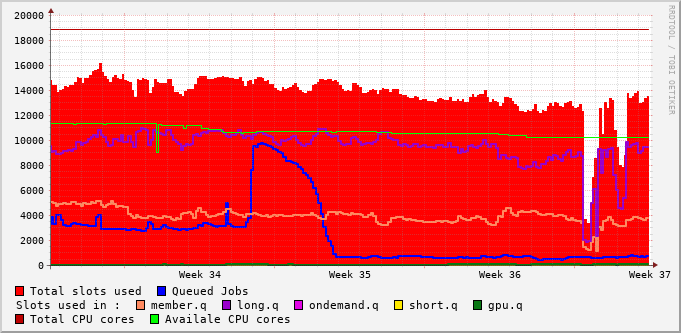 20000
18000
16000
14000
12000
10000
8000
6000
4000
2000
0
Week 34 Week 35 Week 36 Week 37
RRDTOOL / TOBI OETIKER
Total slots used Queued Jobs
Slots used in : member.q long.q ondemand.q short.q gpu.q
Total CPU cores Availale CPU cores